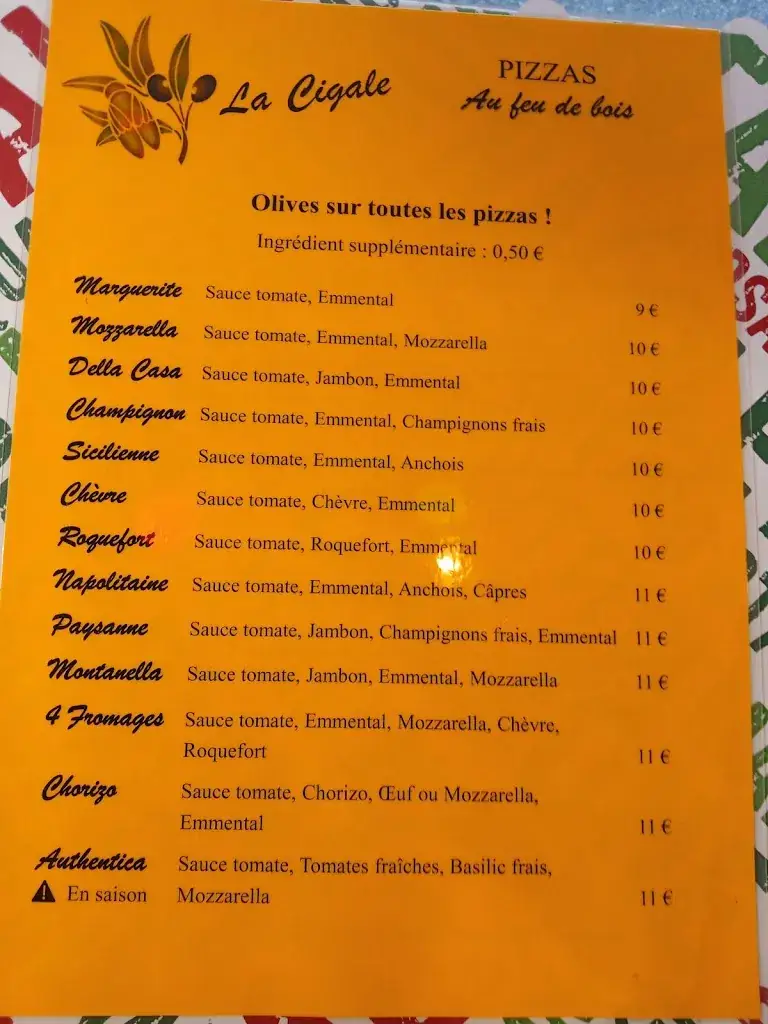 La Cigale
PIZZAS
Au feu de bois
Olives sur toutes les pizzas !
Ingrédient supplémentaire : 0,50 €
Marguerite Sauce tomate, Emmental 9 €
Mozzarella Sauce tomate, Emmental, Mozzarella 10 €
Della Casa Sauce tomate, Jambon, Emmental 10 €
Champignon Sauce tomate, Emmental, Champignons frais 10 €
Sicilienne Sauce tomate, Emmental, Anchois 10 €
Chèvre Sauce tomate, Chèvre, Emmental 10 €
Roquefort Sauce tomate, Roquefort, Emmental 10 €
Napolitaine Sauce tomate, Emmental, Anchois, Câpres 11 €
Paysanne Sauce tomate, Jambon, Champignons frais, Emmental 11 €
Montanella Sauce tomate, Jambon, Emmental, Mozzarella 11 €
4 Fromages Sauce tomate, Emmental, Mozzarella, Chèvre,
Roquefort 11 €
Chorizo Sauce tomate, Chorizo, Œuf ou Mozzarella,
Emmental 11 €
Authentica Sauce tomate, Tomates fraîches, Basilic frais,
En saison Mozzarella 11 €